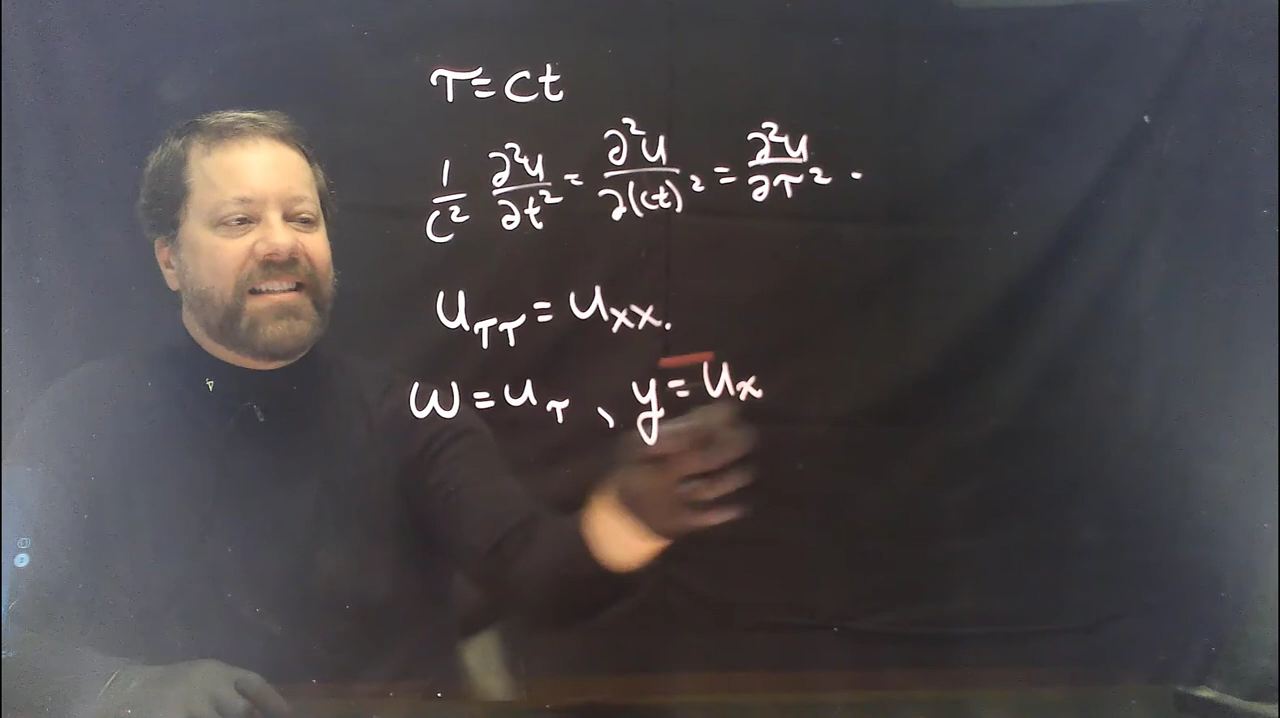 τ = ct
1/c² ∂²u/∂t² = ∂²u/∂(ct)² = ∂²u/∂τ² .
u_ττ = u_xx.
w = u_τ , y = u_x